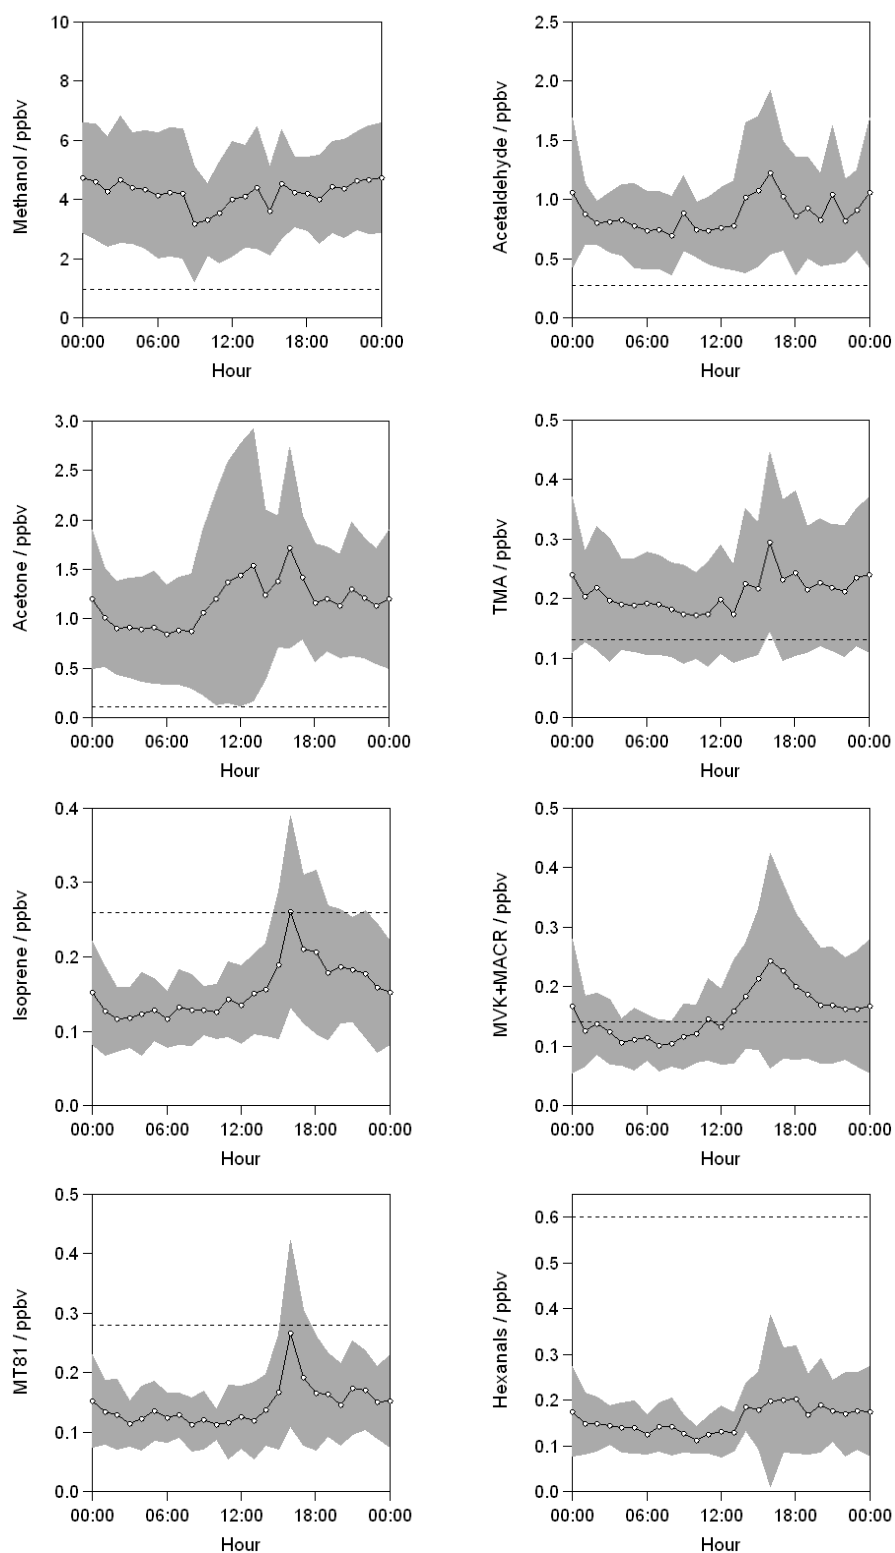 Methanol / ppbv
10
8
6
4
2
0
00:00 06:00 12:00 18:00 00:00
Hour
Acetaldehyde / ppbv
2.5
2.0
1.5
1.0
0.5
0.0
00:00 06:00 12:00 18:00 00:00
Hour
Acetone / ppbv
3.0
2.5
2.0
1.5
1.0
0.5
0.0
00:00 06:00 12:00 18:00 00:00
Hour
TMA / ppbv
0.5
0.4
0.3
0.2
0.1
0.0
00:00 06:00 12:00 18:00 00:00
Hour
Isoprene / ppbv
0.4
0.3
0.2
0.1
0.0
00:00 06:00 12:00 18:00 00:00
Hour
MVK+MACR / ppbv
0.5
0.4
0.3
0.2
0.1
0.0
00:00 06:00 12:00 18:00 00:00
Hour
MT81 / ppbv
0.5
0.4
0.3
0.2
0.1
0.0
00:00 06:00 12:00 18:00 00:00
Hour
Hexanals / ppbv
0.6
0.5
0.4
0.3
0.2
0.1
0.0
00:00 06:00 12:00 18:00 00:00
Hour